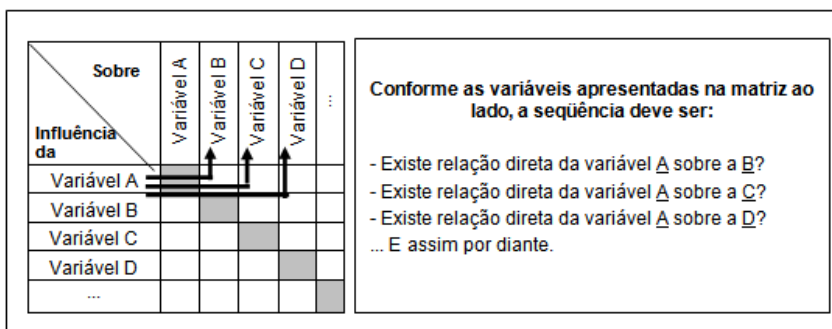 Sobre
Influência
da
Variável A
Variável B
Variável C
Variável D
...
Variável A
Variável B
Variável C
Variável D
...
Conforme as variáveis apresentadas na matriz ao
lado, a seqüência deve ser:
- Existe relação direta da variável A sobre a B?
- Existe relação direta da variável A sobre a C?
- Existe relação direta da variável A sobre a D?
... E assim por diante.